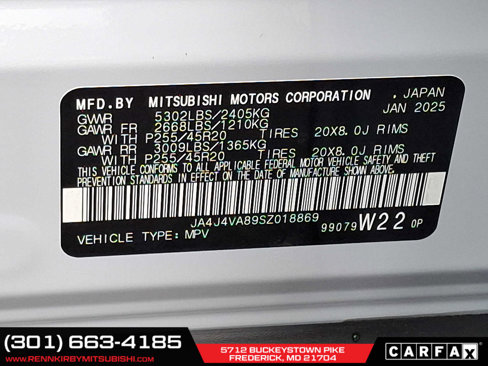 MFD.BY MITSUBISHI MOTORS CORPORATION , JAPAN
GVWR 5302LBS/2405KG JAN 2025
GAWR FR 2668LBS/1210KG
WITH P255/45R20 TIRES 20X8.0J RIMS
GAWR RR 3009LBS/1365KG
WITH P255/45R20 TIRES 20X8.0J RIMS
THIS VEHICLE CONFORMS TO ALL APPLICABLE FEDERAL MOTOR VEHICLE SAFETY AND THEFT
PREVENTION STANDARDS IN EFFECT ON THE DATE OF MANUFACTURE SHOWN ABOVE.
JA4J4VA89SZ018869
VEHICLE TYPE: MPV 99079 W22 0P
(301) 663-4185
WWW.RENNKIRBYMITSUBISHI.COM
5712 BUCKEYSTOWN PIKE
FREDERICK, MD 21704
CARFAX